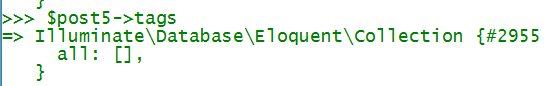 }
>>> $post5->tags
=> Illuminate\Database\Eloquent\Collection {#2955
all: [],
}